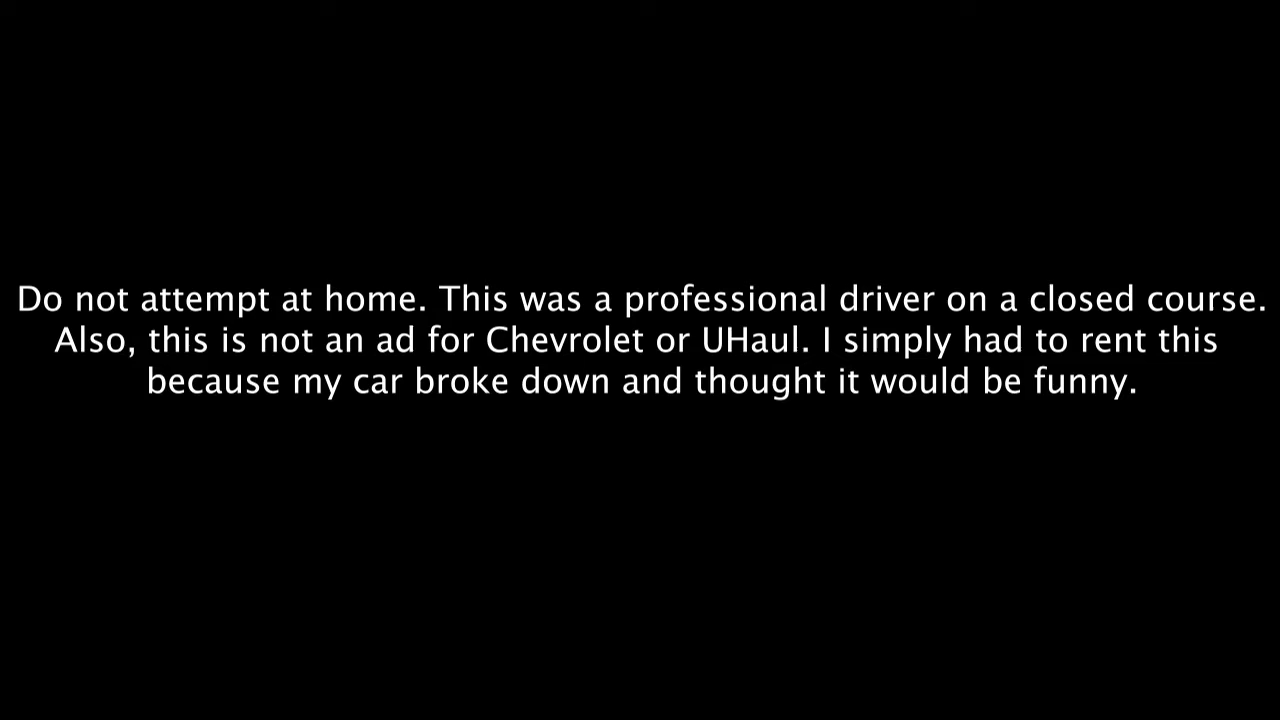 Do not attempt at home. This was a professional driver on a closed course.
Also, this is not an ad for Chevrolet or UHaul. I simply had to rent this
because my car broke down and thought it would be funny.